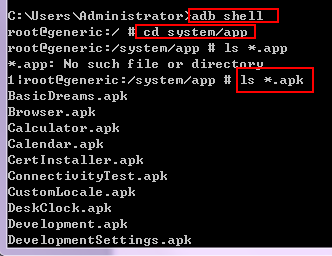 C:\Users\Administrator>adb shell
root@generic:/ # cd system/app
root@generic:/system/app # ls *.app
*.app: No such file or directory
1|root@generic:/system/app # ls *.apk
BasicDreams.apk
Browser.apk
Calculator.apk
Calendar.apk
CertInstaller.apk
ConnectivityTest.apk
CustomLocale.apk
DeskClock.apk
Development.apk
DevelopmentSettings.apk